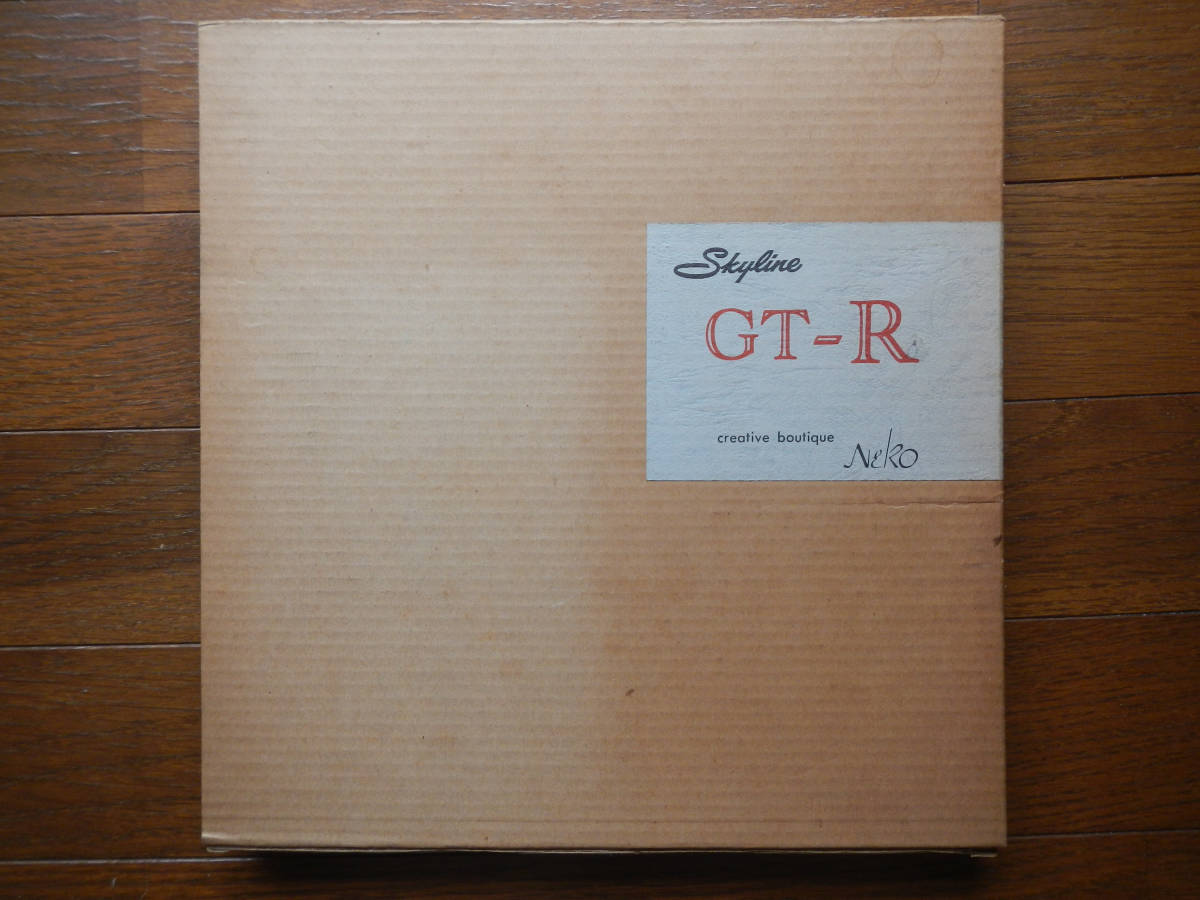 Skyline
GT-R
creative boutique
NEKO